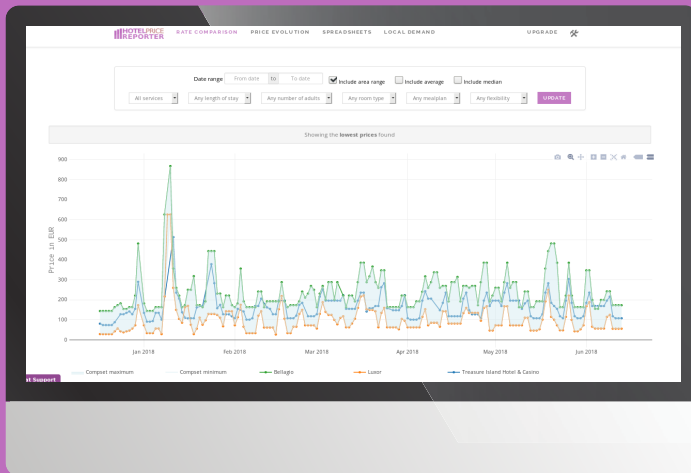 HOTELPRICE
REPORTER
RATE COMPARISON PRICE EVOLUTION SPREADSHEETS LOCAL DEMAND UPGRADE
Date range From date to To date Include area range Include average Include median
All services Any length of stay Any number of adults Any room type Any mealplan Any flexibility UPDATE
Showing the lowest prices found
900
800
700
600
500
400
300
200
100
0
Price in EUR
Jan 2018 Feb 2018 Mar 2018 Apr 2018 May 2018 Jun 2018
Compset maximum Compset minimum Bellagio Luxor Treasure Island Hotel & Casino
at Support